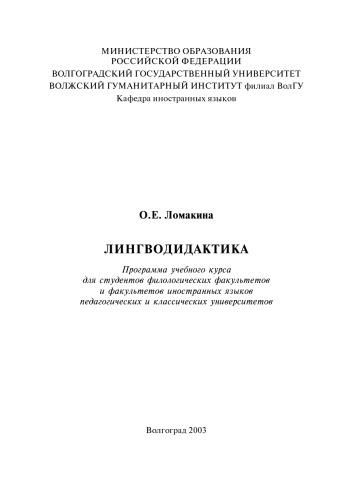 МИНИСТЕРСТВО ОБРАЗОВАНИЯ
РОССИЙСКОЙ ФЕДЕРАЦИИ
ВОЛГОГРАДСКИЙ ГОСУДАРСТВЕННЫЙ УНИВЕРСИТЕТ
ВОЛЖСКИЙ ГУМАНИТАРНЫЙ ИНСТИТУТ филиал ВолГУ
Кафедра иностранных языков
О.Е. Ломакина
ЛИНГВОДИДАКТИКА
Программа учебного курса
для студентов филологических факультетов
и факультетов иностранных языков
педагогических и классических университетов
Волгоград 2003